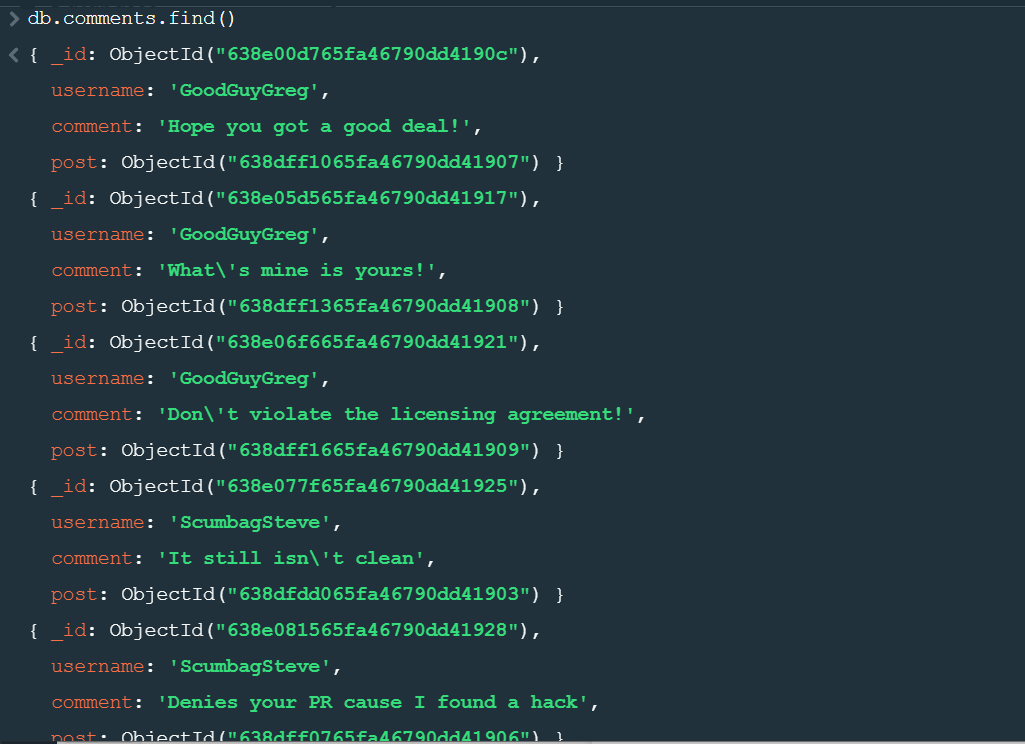 db.comments.find()
{ _id: ObjectId("638e00d765fa46790dd4190c"),
username: 'GoodGuyGreg',
comment: 'Hope you got a good deal!',
post: ObjectId("638dff1065fa46790dd41907") }
{ _id: ObjectId("638e05d565fa46790dd41917"),
username: 'GoodGuyGreg',
comment: 'What\'s mine is yours!',
post: ObjectId("638dff1365fa46790dd41908") }
{ _id: ObjectId("638e06f665fa46790dd41921"),
username: 'GoodGuyGreg',
comment: 'Don\'t violate the licensing agreement!',
post: ObjectId("638dff1665fa46790dd41909") }
{ _id: ObjectId("638e077f65fa46790dd41925"),
username: 'ScumbagSteve',
comment: 'It still isn\'t clean',
post: ObjectId("638dfdd065fa46790dd41903") }
{ _id: ObjectId("638e081565fa46790dd41928"),
username: 'ScumbagSteve',
comment: 'Denies your PR cause I found a hack',
post: ObjectId("638dff0765fa46790dd41906") }